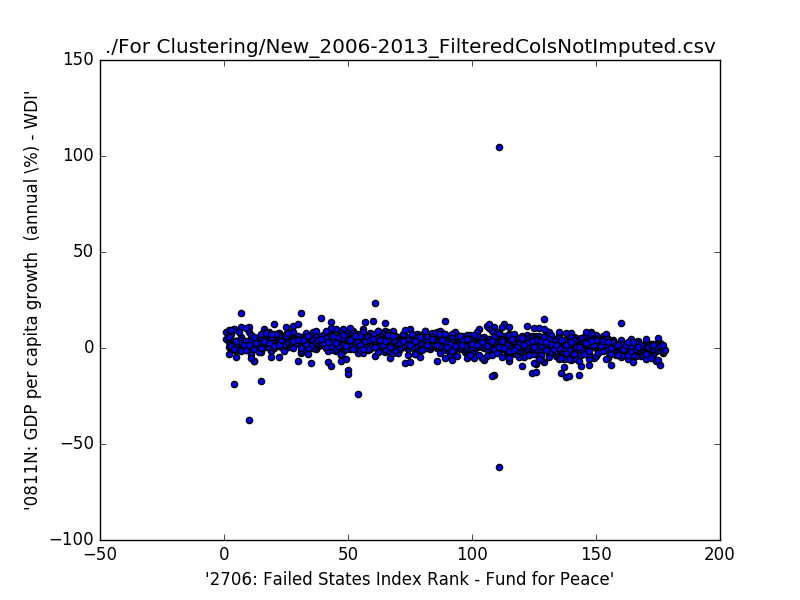 ./For Clustering/New_2006-2013_FilteredColsNotImputed.csv
'0811N: GDP per capita growth  (annual \%) - WDI'
150
100
50
0
−50
−100
−50 0 50 100 150 200
'2706: Failed States Index Rank - Fund for Peace'